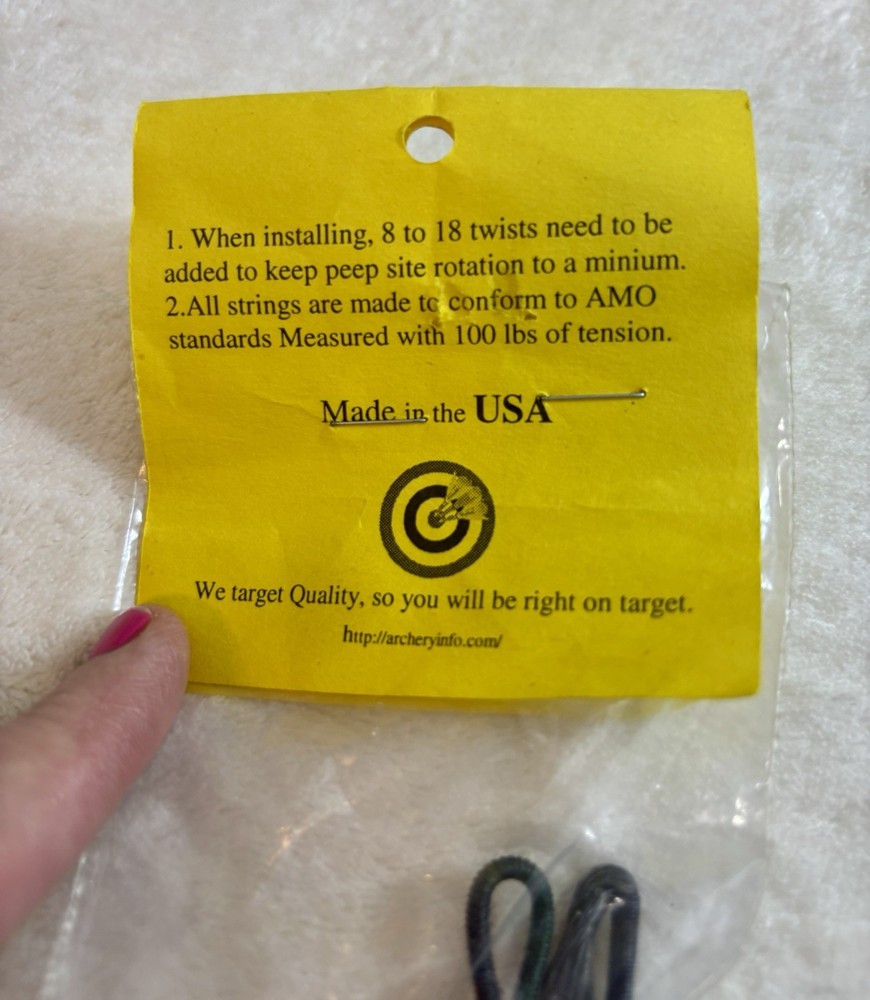 1. When installing, 8 to 18 twists need to be
added to keep peep site rotation to a minium.
2.All strings are made to conform to AMO
standards Measured with 100 lbs of tension.
Made in the USA
We target Quality, so you will be right on target.
http://archeryinfo.com/